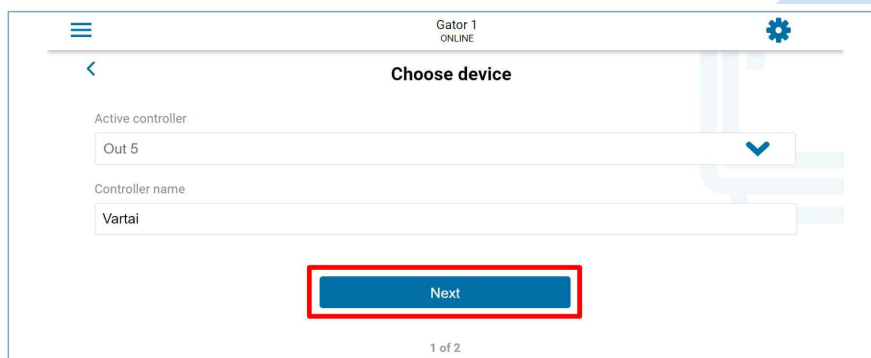 Gator 1
ONLINE
Choose device
Active controller
Out 5
Controller name
Vartai
Next
1 of 2